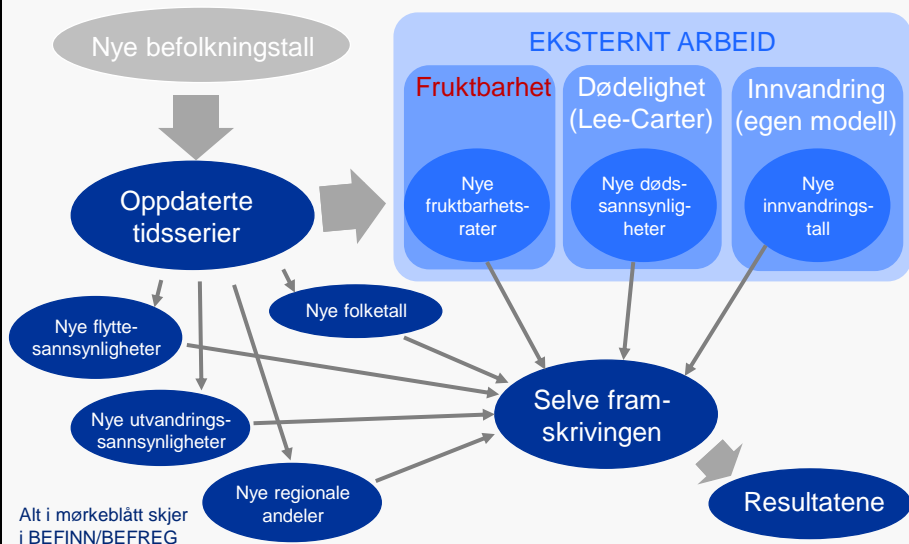 Nye befolkningstall
EKSTERNT ARBEID
Fruktbarhet
Dødelighet
(Lee-Carter)
Innvandring
(egen modell)
Nye
fruktbarhets-
rater
Nye døds-
sannsynlig-
heter
Nye
innvandrings-
tall
Oppdaterte
tidsserier
Nye folketall
Nye flytte-
sannsynligheter
Nye utvandrings-
sannsynligheter
Nye regionale
andeler
Selve fram-
skrivingen
Resultatene
Alt i mørkeblått skjer
i BEFINN/BEFREG